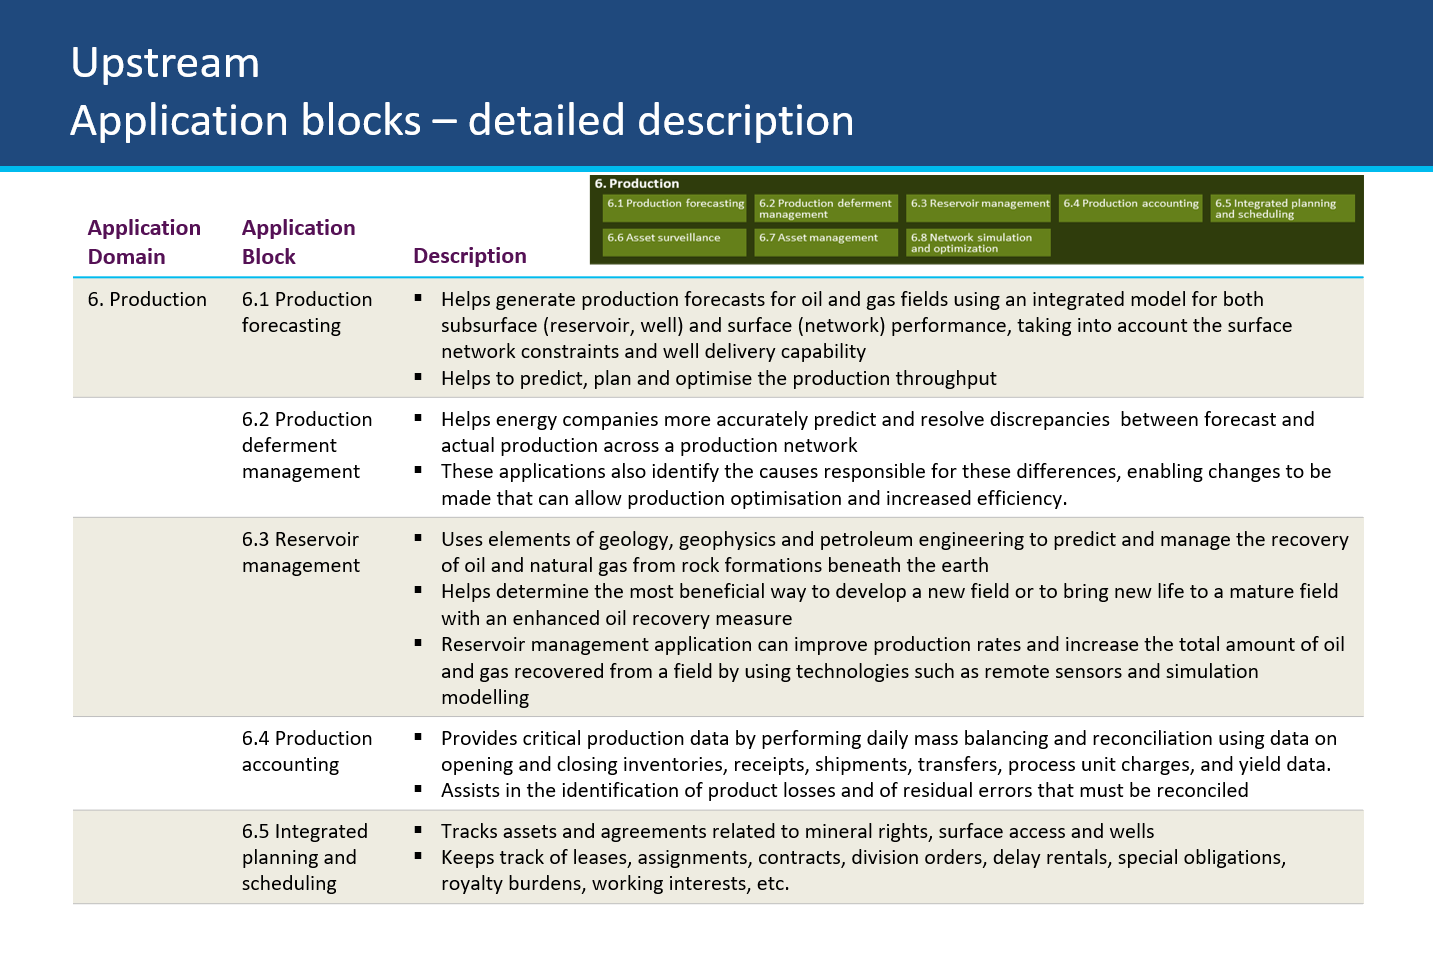 Upstream
Application blocks – detailed description
6. Production
6.1 Production forecasting
6.2 Production deferment
management
6.3 Reservoir management
6.4 Production accounting
6.5 Integrated planning
and scheduling
6.6 Asset surveillance
6.7 Asset management
6.8 Network simulation
and optimization
Application
Domain
Application
Block
Description
6. Production
6.1 Production
forecasting
▪ Helps generate production forecasts for oil and gas fields using an integrated model for both
subsurface (reservoir, well) and surface (network) performance, taking into account the surface
network constraints and well delivery capability
▪ Helps to predict, plan and optimise the production throughput
6.2 Production
deferment
management
▪ Helps energy companies more accurately predict and resolve discrepancies  between forecast and
actual production across a production network
▪ These applications also identify the causes responsible for these differences, enabling changes to be
made that can allow production optimisation and increased efficiency.
6.3 Reservoir
management
▪ Uses elements of geology, geophysics and petroleum engineering to predict and manage the recovery
of oil and natural gas from rock formations beneath the earth
▪ Helps determine the most beneficial way to develop a new field or to bring new life to a mature field
with an enhanced oil recovery measure
▪ Reservoir management application can improve production rates and increase the total amount of oil
and gas recovered from a field by using technologies such as remote sensors and simulation
modelling
6.4 Production
accounting
▪ Provides critical production data by performing daily mass balancing and reconciliation using data on
opening and closing inventories, receipts, shipments, transfers, process unit charges, and yield data.
▪ Assists in the identification of product losses and of residual errors that must be reconciled
6.5 Integrated
planning and
scheduling
▪ Tracks assets and agreements related to mineral rights, surface access and wells
▪ Keeps track of leases, assignments, contracts, division orders, delay rentals, special obligations,
royalty burdens, working interests, etc.